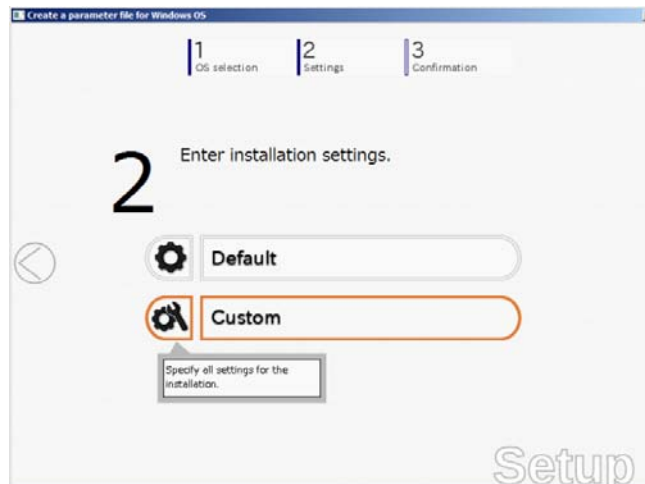 Create a parameter file for Windows OS
1
OS selection
2
Settings
3
Confirmation
2
Enter installation settings.
Default
Custom
Specify all settings for the
installation.
Setup